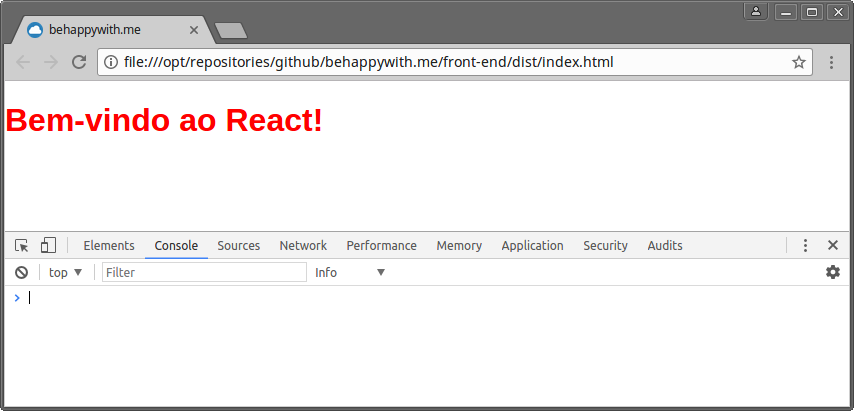 behappywith.me
file:///opt/repositories/github/behappywith.me/front-end/dist/index.html
Bem-vindo ao React!
Elements Console Sources Network Performance Memory Application Security Audits
top Filter Info